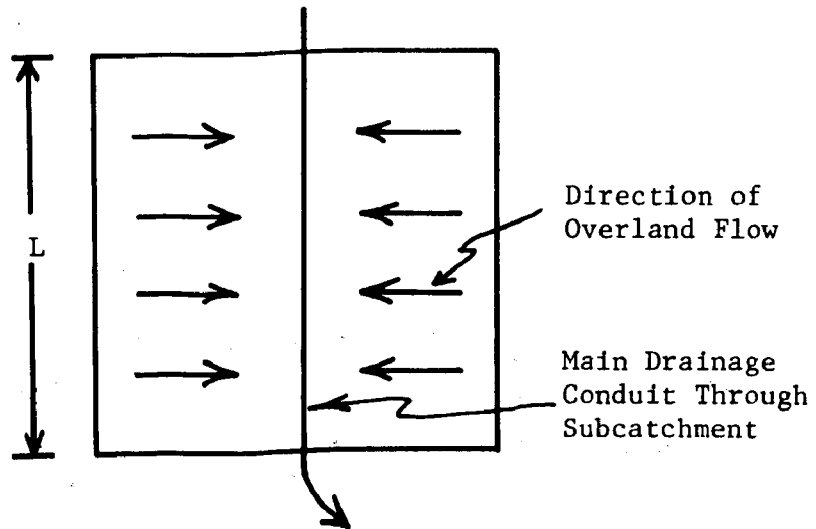 L
Direction of
Overland Flow
Main Drainage
Conduit Through
Subcatchment